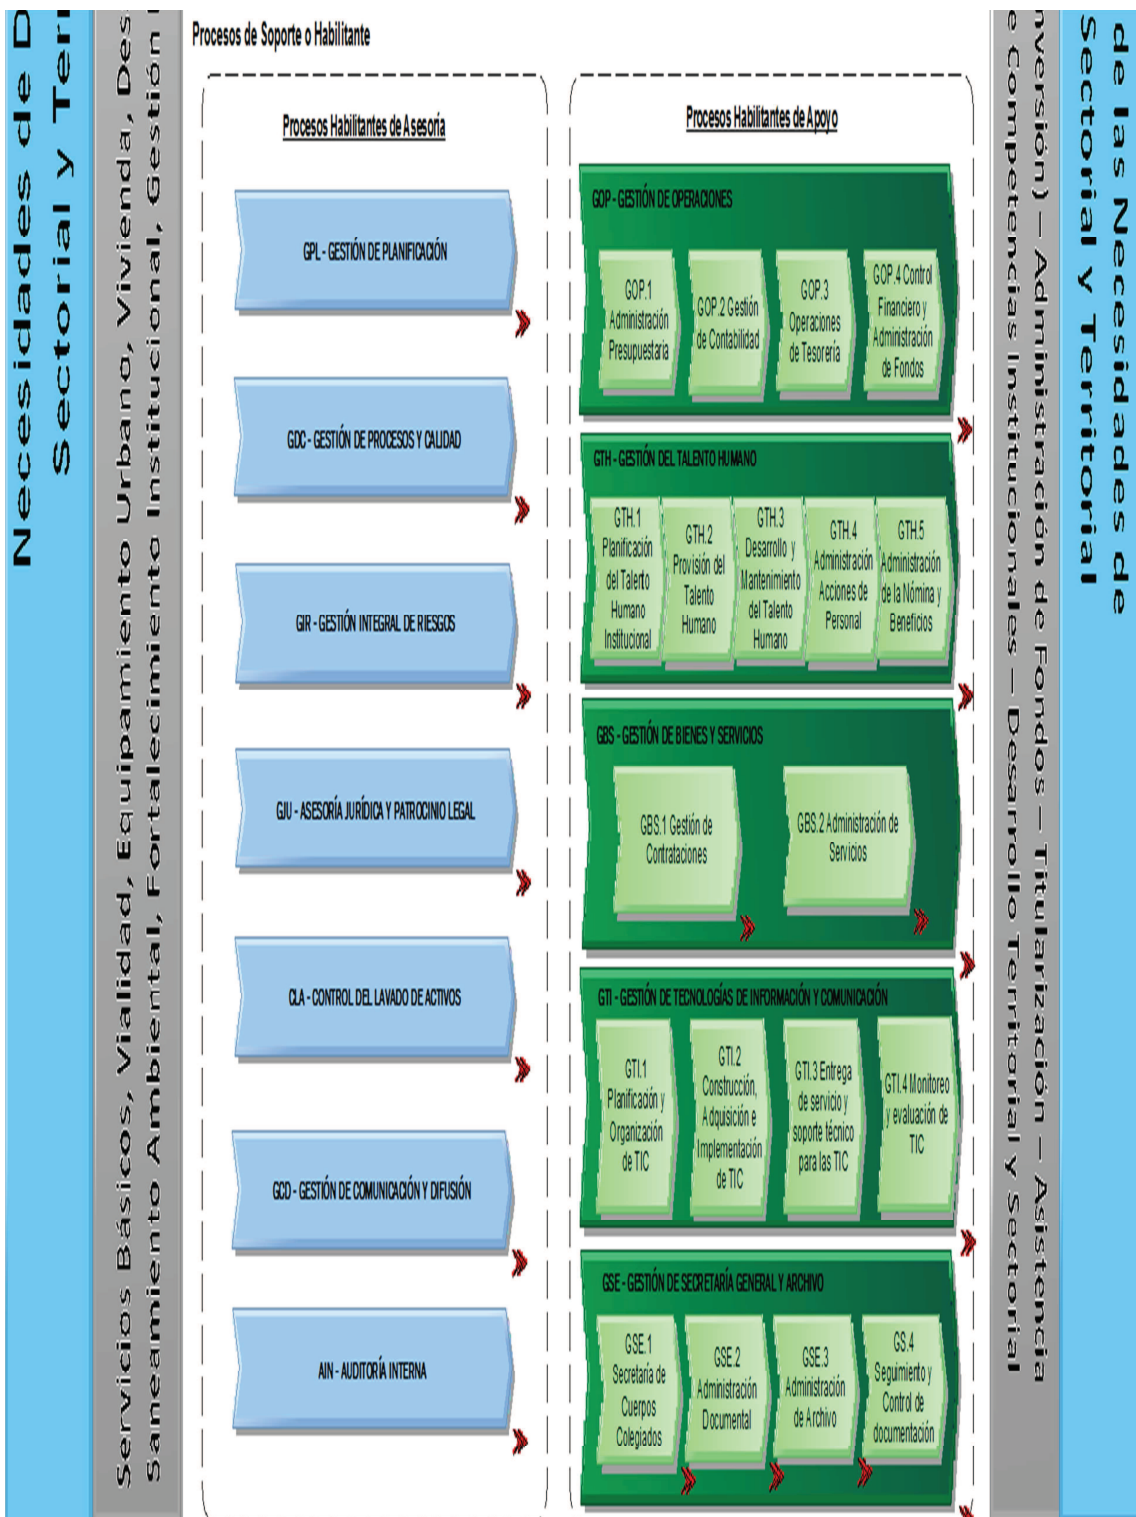 Necesidades de D
Sectorial y Terr
Servicios Básicos, Vialidad, Equipamiento Urbano, Vivienda, Des
Saneamiento Ambiental, Fortalecimiento Institucional, Gestión
Procesos de Soporte o Habilitante
Procesos Habilitantes de Asesoría
GPL - GESTIÓN DE PLANIFICACIÓN
GDC - GESTIÓN DE PROCESOS Y CALIDAD
GIR - GESTIÓN INTEGRAL DE RIESGOS
GJU - ASESORÍA JURÍDICA Y PATROCINIO LEGAL
CLA - CONTROL DEL LAVADO DE ACTIVOS
GCD - GESTIÓN DE COMUNICACIÓN Y DIFUSIÓN
AIN - AUDITORÍA INTERNA
Procesos Habilitantes de Apoyo
GOP - GESTIÓN DE OPERACIONES
GOP.1
Administración
Presupuestaria
GOP.2 Gestión
de Contabilidad
GOP.3
Operaciones
de Tesorería
GOP.4 Control
Financiero y
Administración
de Fondos
GTH - GESTIÓN DEL TALENTO HUMANO
GTH.1
Planificación
del Talento
Humano
Institucional
GTH.2
Provisión del
Talento
Humano
GTH.3
Desarrollo y
Mantenimiento
del Talento
Humano
GTH.4
Administración
Acciones de
Personal
GTH.5
Administración
de la Nómina y
Beneficios
GBS - GESTIÓN DE BIENES Y SERVICIOS
GBS.1 Gestión de
Contrataciones
GBS.2 Administración de
Servicios
GTI - GESTIÓN DE TECNOLOGÍAS DE INFORMACIÓN Y COMUNICACIÓN
GTI.1
Planificación y
Organización
de TIC
GTI.2
Construcción,
Adquisición e
Implementación
de TIC
GTI.3 Entrega
de servicio y
soporte técnico
para las TIC
GTI.4 Monitoreo
y evaluación de
TIC
GSE - GESTIÓN DE SECRETARÍA GENERAL Y ARCHIVO
GSE.1
Secretaría de
Cuerpos
Colegiados
GSE.2
Administración
Documental
GSE.3
Administración
de Archivo
GS.4
Seguimiento y
Control de
documentación
nversión) – Administración de Fondos – Titularización – Asistencia
e Competencias Institucionales – Desarrollo Territorial y Sectorial
de las Necesidades de
Sectorial y Territorial